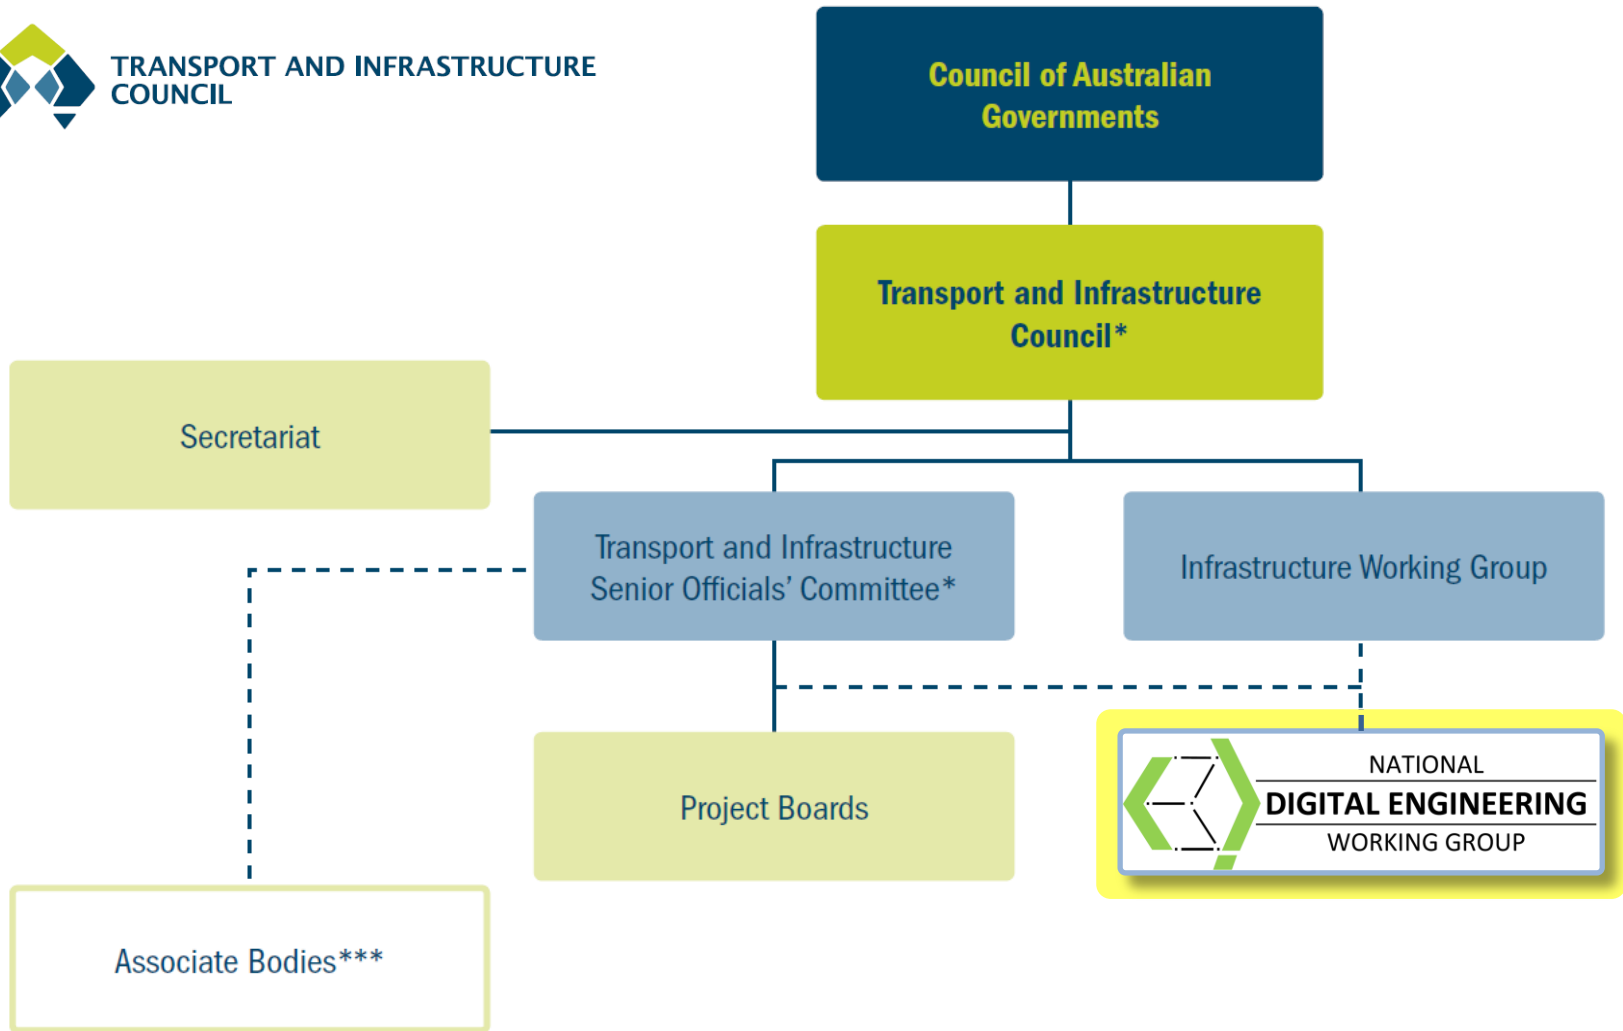 TRANSPORT AND INFRASTRUCTURE
COUNCIL
Council of Australian
Governments
Transport and Infrastructure
Council*
Secretariat
Transport and Infrastructure
Senior Officials’ Committee*
Infrastructure Working Group
Project Boards
NATIONAL
DIGITAL ENGINEERING
WORKING GROUP
Associate Bodies***